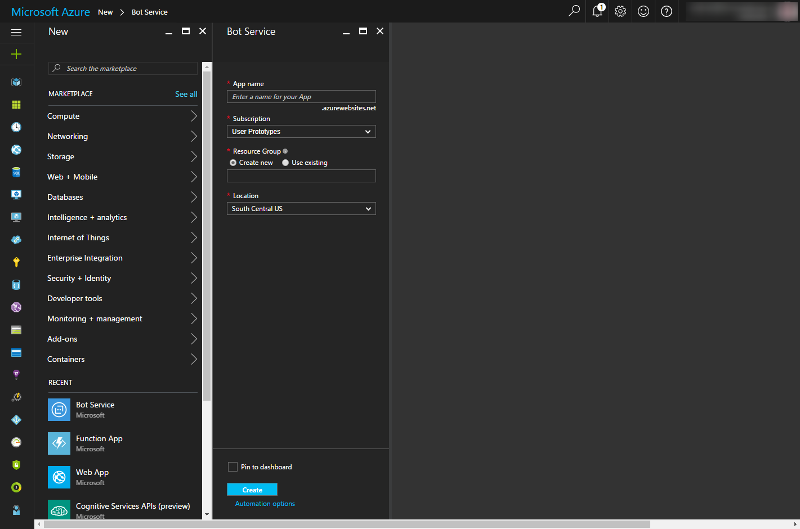 Microsoft Azure New > Bot Service
1
New
Search the marketplace
MARKETPLACE See all
Compute
Networking
Storage
Web + Mobile
Databases
Intelligence + analytics
Internet of Things
Enterprise Integration
Security + Identity
Developer tools
Monitoring + management
Add-ons
Containers
RECENT
Bot Service
Microsoft
Function App
Microsoft
Web App
Microsoft
Cognitive Services APIs (preview)
Microsoft
Bot Service
* App name
Enter a name for your App
.azurewebsites.net
* Subscription
User Prototypes
* Resource Group
Create new Use existing
* Location
South Central US
Pin to dashboard
Create
Automation options